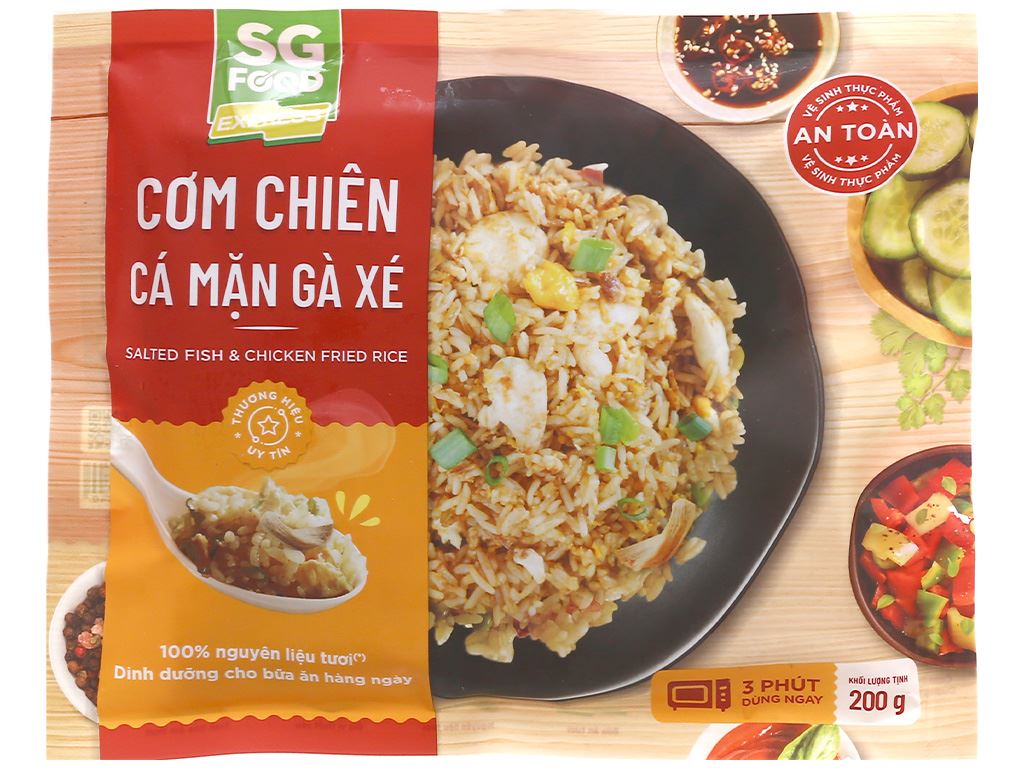 SG
FOOD
EXPRESS
CƠM CHIÊN
CÁ MẶN GÀ XÉ
SALTED FISH & CHICKEN FRIED RICE
THƯƠNG HIỆU
UY TÍN
100% nguyên liệu tươi(*)
Dinh dưỡng cho bữa ăn hàng ngày
VỆ SINH THỰC PHẨM
AN TOÀN
VỆ SINH THỰC PHẨM
3 PHÚT
DÙNG NGAY
KHỐI LƯỢNG TỊNH
200 g